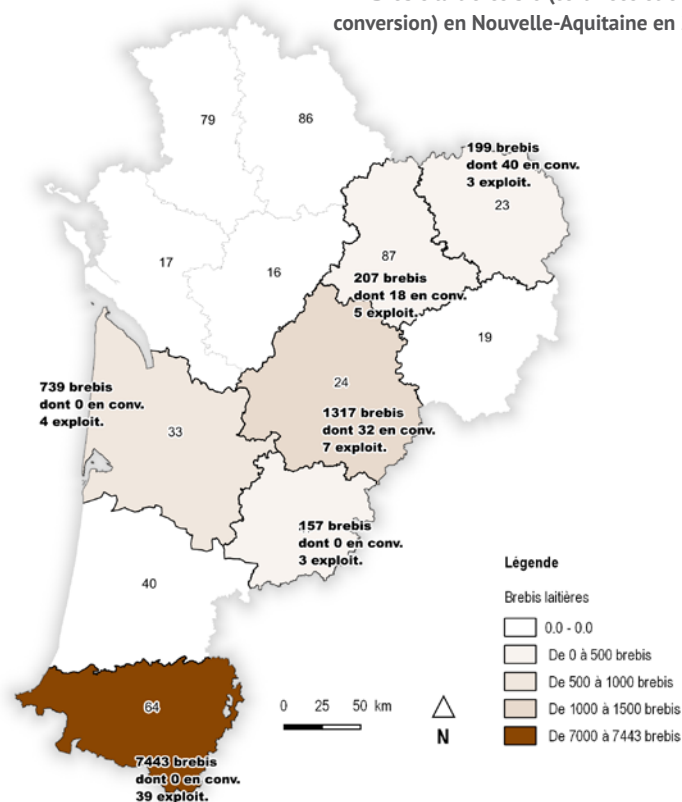 conversion) en Nouvelle-Aquitaine en
79
86
199 brebis
dont 40 en conv.
3 exploit.
23
17
16
87
207 brebis
dont 18 en conv.
5 exploit.
19
24
1317 brebis
dont 32 en conv.
7 exploit.
739 brebis
dont 0 en conv.
4 exploit.
33
157 brebis
dont 0 en conv.
3 exploit.
40
64
7443 brebis
dont 0 en conv.
39 exploit.
0 25 50 km
N
Légende
Brebis laitières
0.0 - 0.0
De 0 à 500 brebis
De 500 à 1000 brebis
De 1000 à 1500 brebis
De 7000 à 7443 brebis